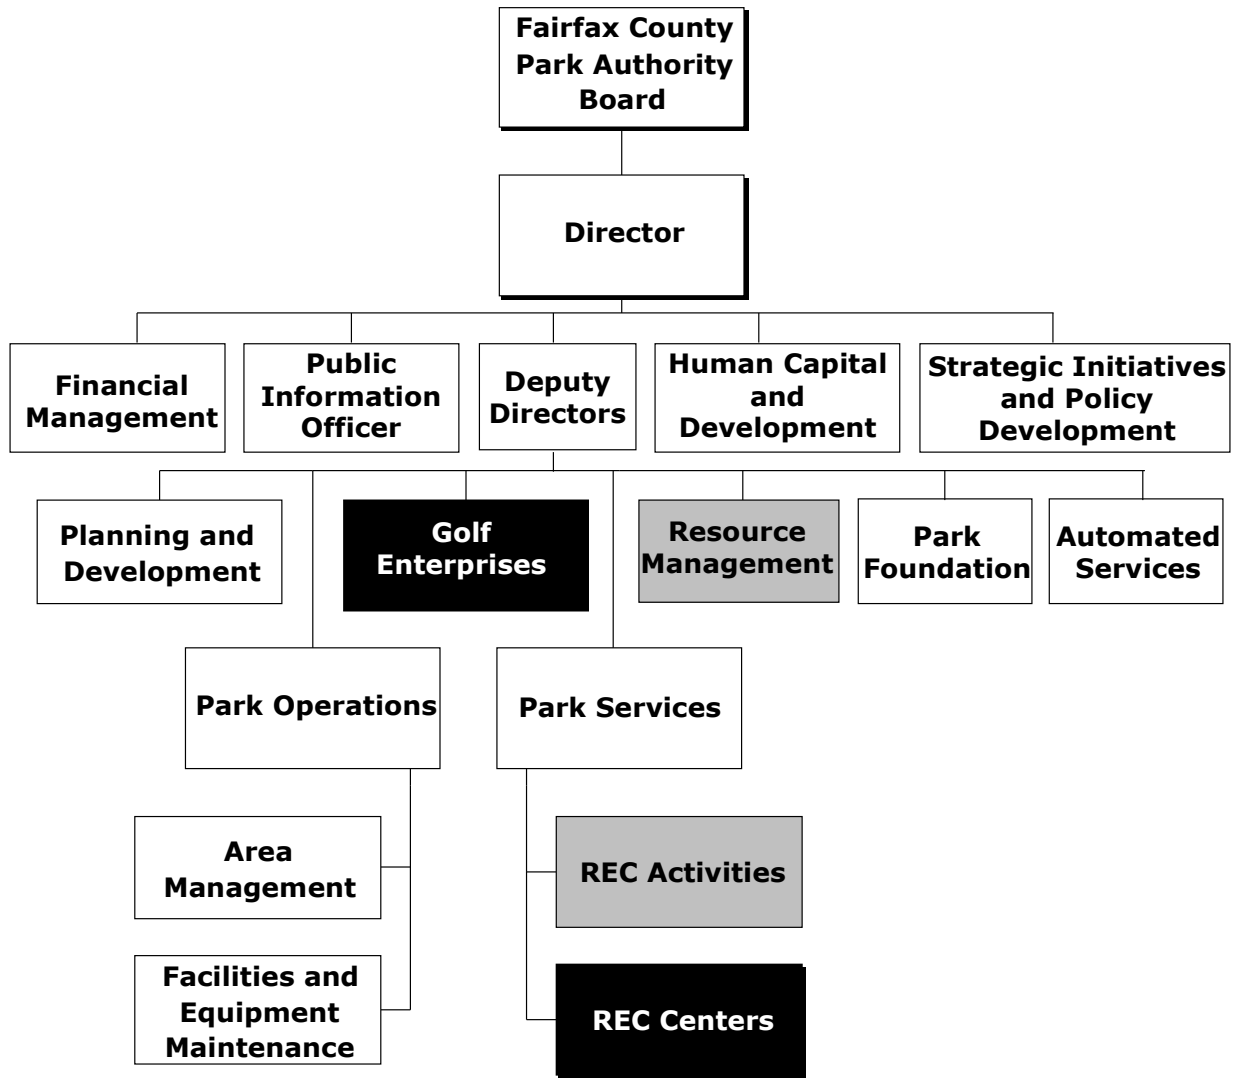 Fairfax County
Park Authority
Board
Director
Financial
Management
Public
Information
Officer
Deputy
Directors
Human Capital
and
Development
Strategic Initiatives
and Policy
Development
Planning and
Development
Golf
Enterprises
Resource
Management
Park
Foundation
Automated
Services
Park Operations
Park Services
Area
Management
REC Activities
Facilities and
Equipment
Maintenance
REC Centers